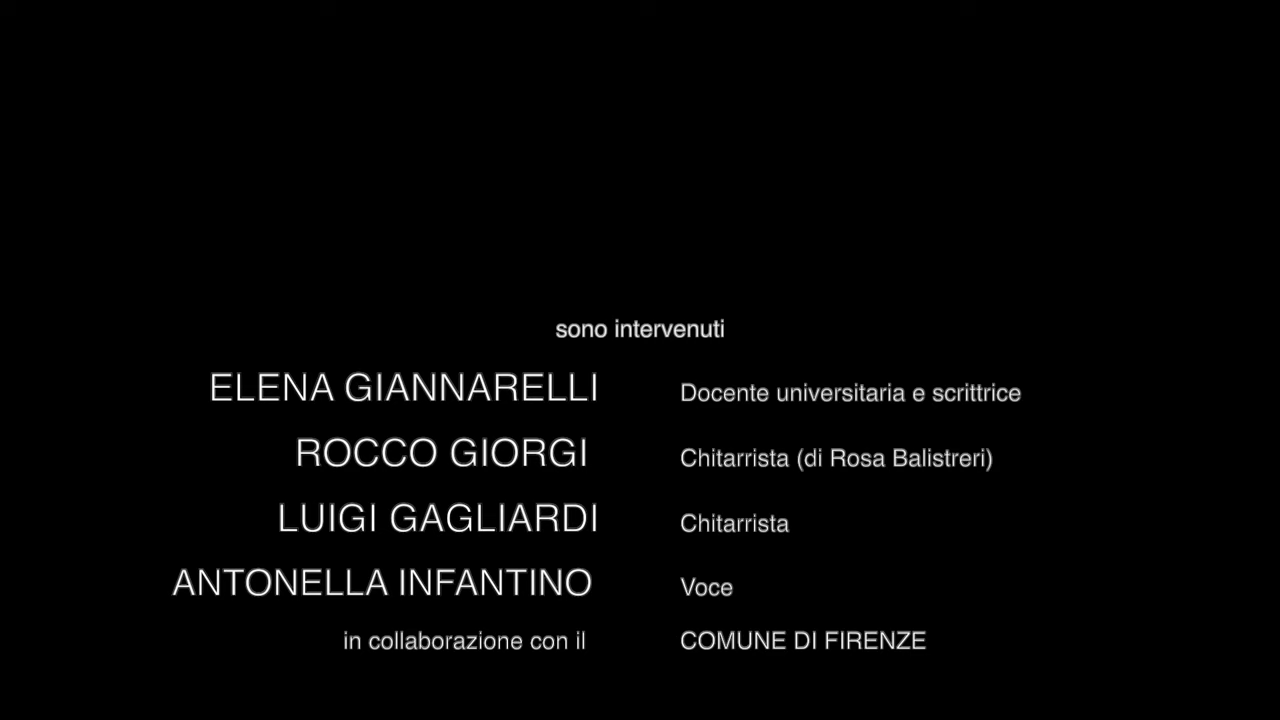 sono intervenuti
ELENA GIANNARELLI Docente universitaria e scrittrice
ROCCO GIORGI Chitarrista (di Rosa Balistreri)
LUIGI GAGLIARDI Chitarrista
ANTONELLA INFANTINO Voce
in collaborazione con il COMUNE DI FIRENZE